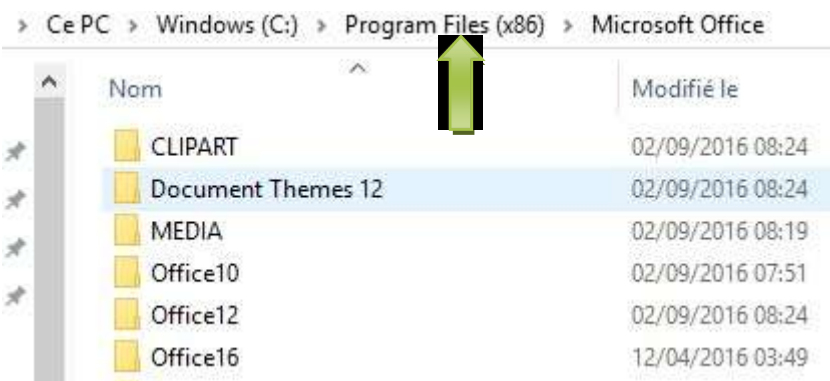 > Ce PC > Windows (C:) > Program Files (x86) > Microsoft Office
Nom Modifié le
CLIPART 02/09/2016 08:24
Document Themes 12 02/09/2016 08:24
MEDIA 02/09/2016 08:19
Office10 02/09/2016 07:51
Office12 02/09/2016 08:24
Office16 12/04/2016 03:49